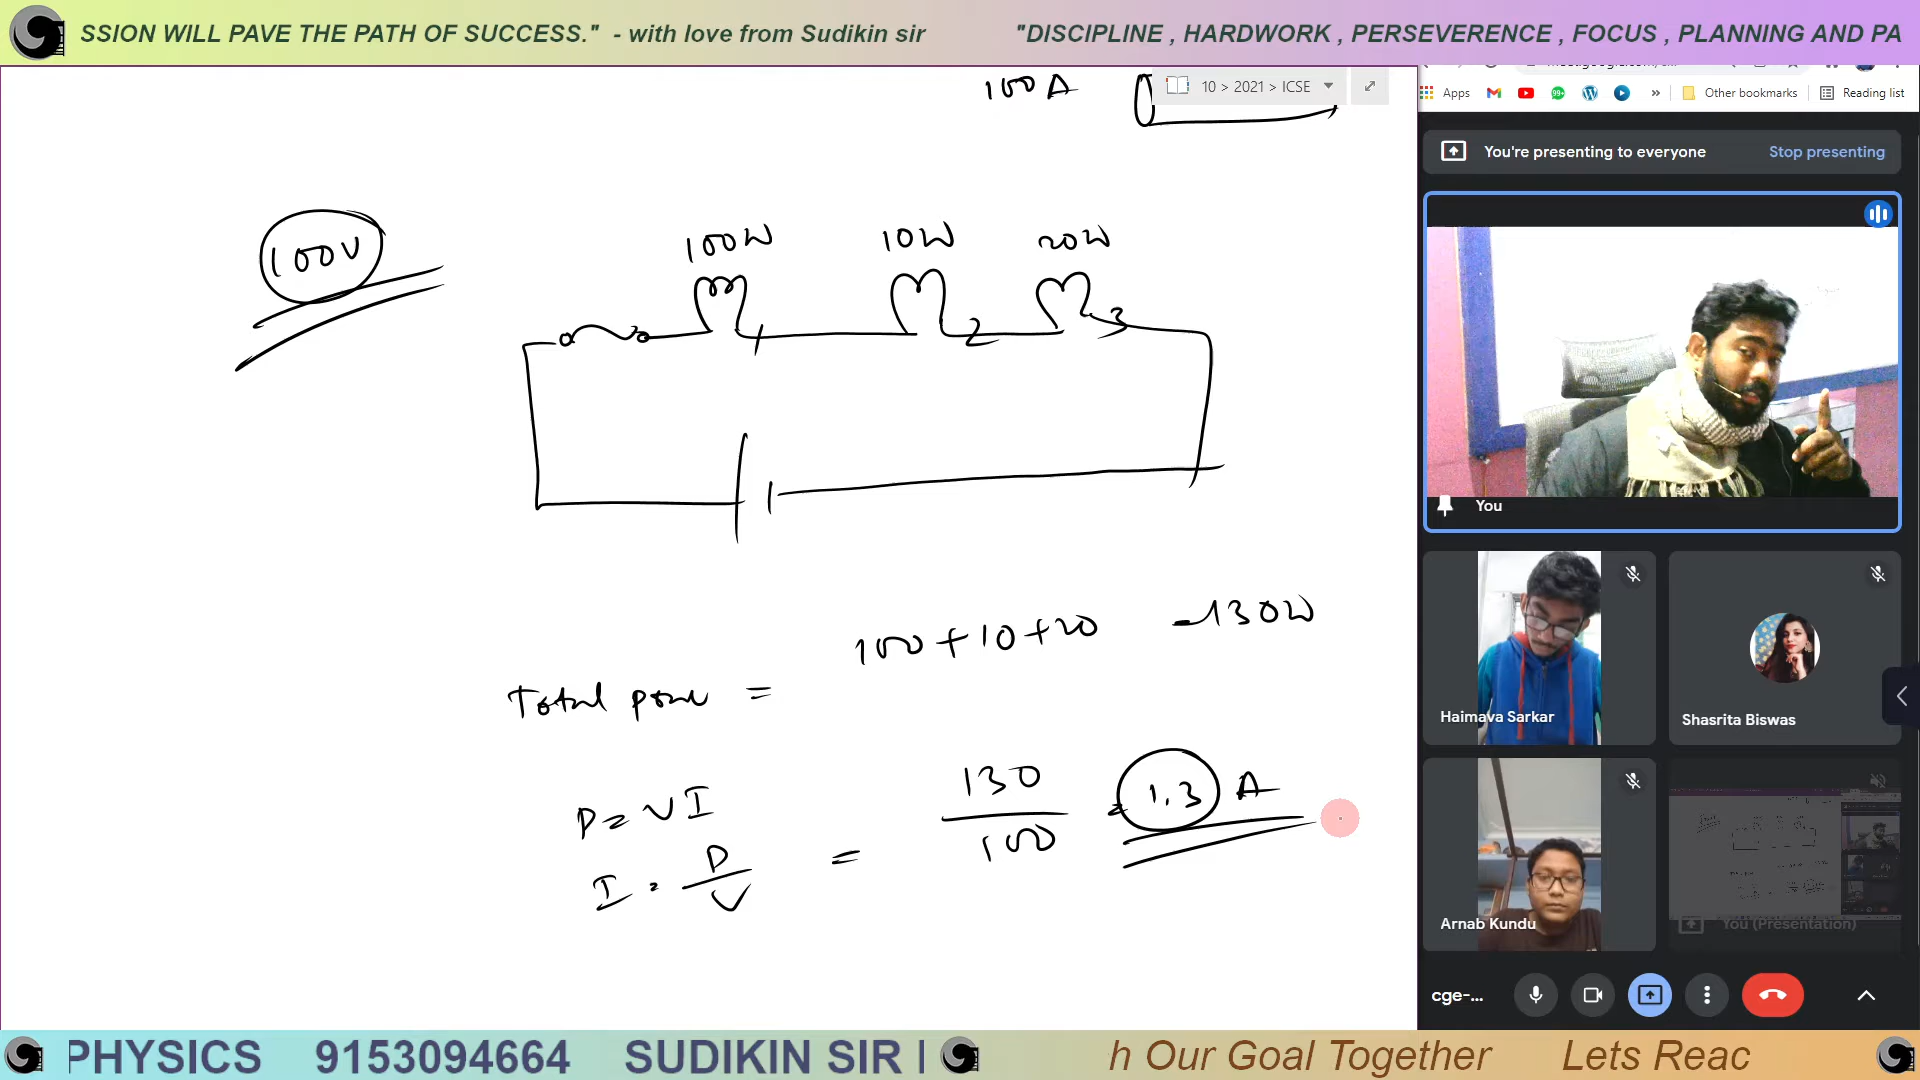 SSION WILL PAVE THE PATH OF SUCCESS." - with love from Sudikin sir "DISCIPLINE , HARDWORK , PERSEVERENCE , FOCUS , PLANNING AND PA
100A
10 > 2021 > ICSE
Apps
99+
»
Other bookmarks
Reading list
You're presenting to everyone
Stop presenting
100V
100W 10W 20W
1 2 3
You
100+10+20 = 130W
Total power =
P = VI
130
100
= 1.3 A
I = P
V
=
Haimava Sarkar
Shasrita Biswas
Arnab Kundu
You (Presentation)
cge-...
PHYSICS 9153094664 SUDIKIN SIR h Our Goal Together Lets Reac